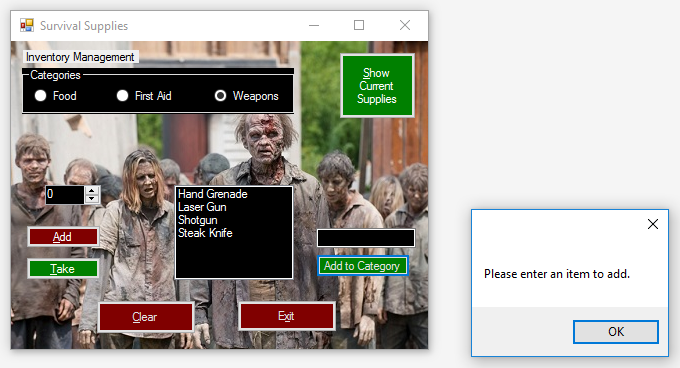 Survival Supplies
Inventory Management
Categories
Food
First Aid
Weapons
Show
Current
Supplies
0
Hand Grenade
Laser Gun
Shotgun
Steak Knife
Add
Take
Add to Category
Clear
Exit
Please enter an item to add.
OK